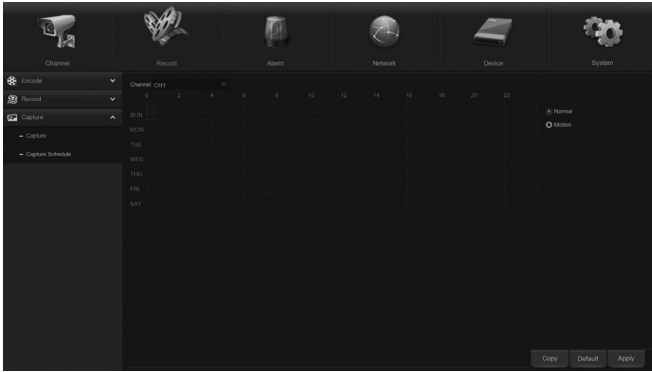 Channel Record Alarm Network Device System
Encode
Record
Capture
Capture
Capture Schedule
Channel CH1
0 2 4 6 8 10 12 14 16 18 20 22
SUN
MON
TUE
WED
THU
FRI
SAT
Normal
Motion
Copy Default Apply